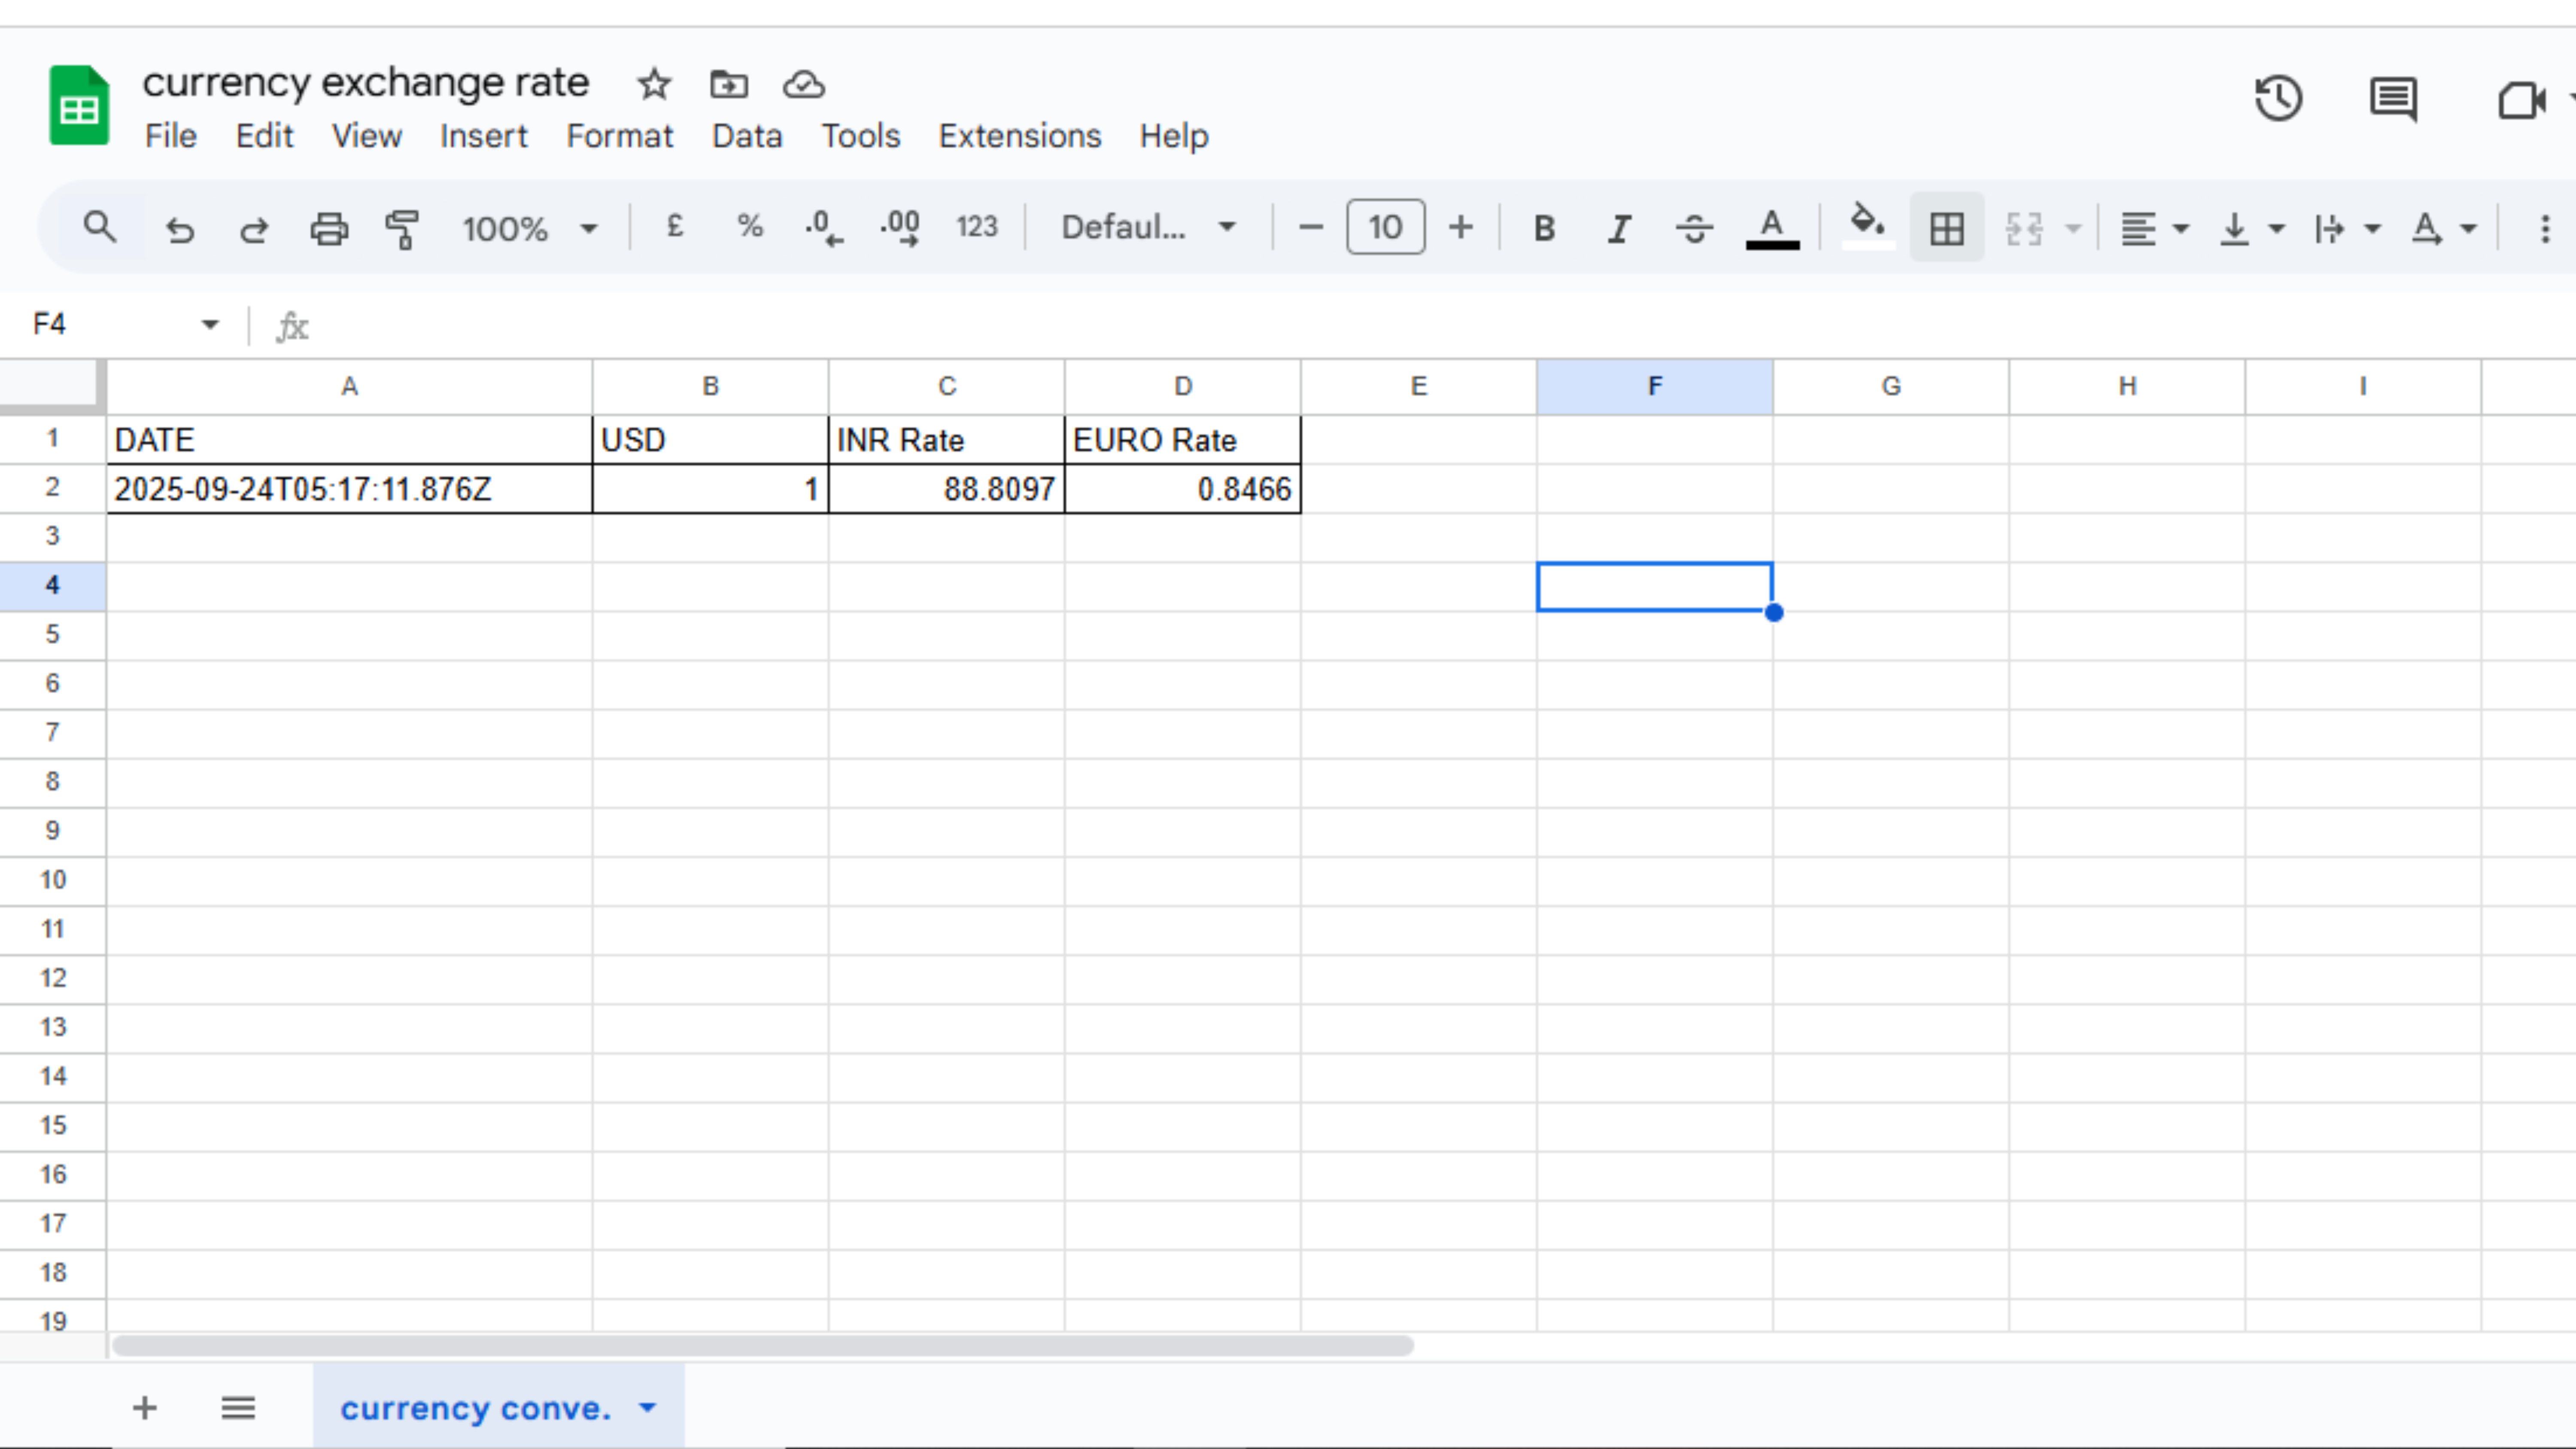 currency exchange rate
File Edit View Insert Format Data Tools Extensions Help
100% £ % .0 .00 123 Defaul... 10 B I S A A
F4 fx
A B C D E F G H I
1 DATE USD INR Rate EURO Rate
2 2025-09-24T05:17:11.876Z 1 88.8097 0.8466
3
4
5
6
7
8
9
10
11
12
13
14
15
16
17
18
19
currency conve.